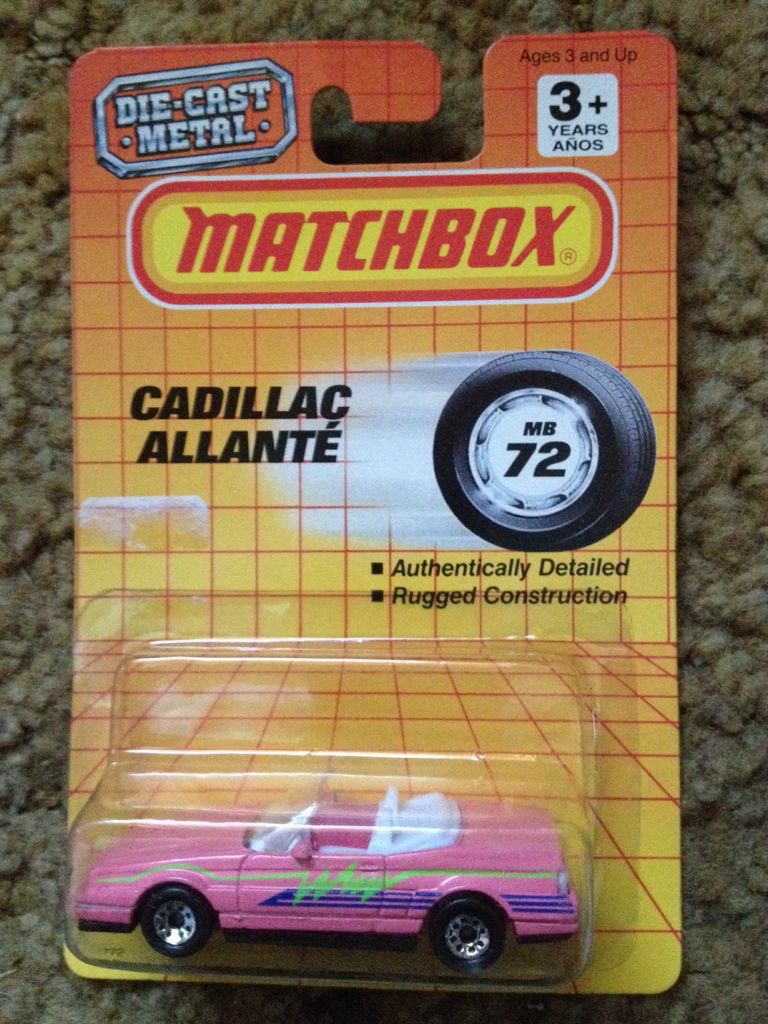 Ages 3 and Up
DIE-CAST
METAL
3+
YEARS
AÑOS
MATCHBOX®
CADILLAC
ALLANTÉ
MB
72
■ Authentically Detailed
■ Rugged Construction